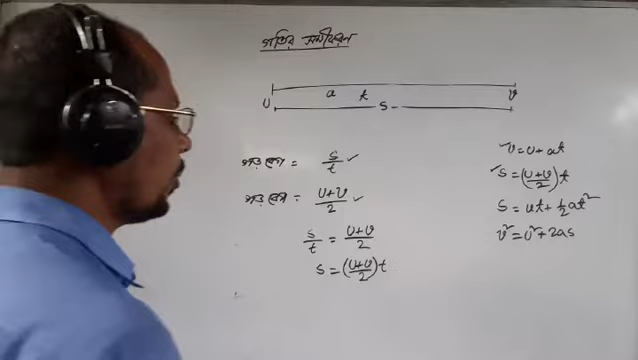 গতির সমীকরণ
a t
u v
s
গড়বেগ = s/t ✓
গড়বেগ = (u+v)/2 ✓
s/t = (u+v)/2
s = ((u+v)/2)t
✓ v = u + at
✓ s = ((u+v)/2)t
s = ut + 1/2 at²
v² = u² + 2as